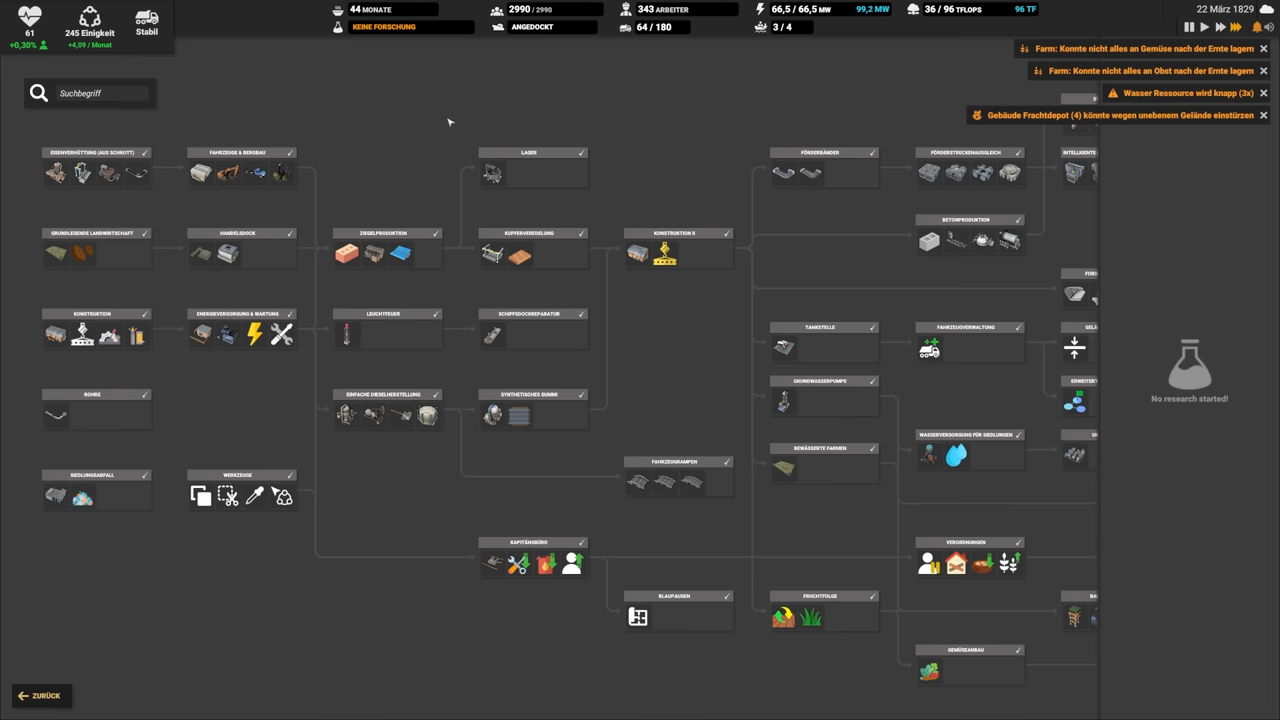 61
+0,30%
245 Einigkeit
+4,09 / Monat
Stabil
44 MONATE
KEINE FORSCHUNG
2990 / 2990
ANGEDOCKT
343 ARBEITER
64 / 180
66,5 / 66,5 MW
99,2 MW
3 / 4
36 / 96 TFLOPS
96 TF
22 März 1829
Farm: Konnte nicht alles an Gemüse nach der Ernte lagern
Farm: Konnte nicht alles an Obst nach der Ernte lagern
Wasser Ressource wird knapp (3x)
Gebäude Frachtdepot (4) könnte wegen unebenem Gelände einstürzen
Suchbegriff
EISENVERHÜTTUNG (AUS SCHROTT)
FAHRZEUGE & BERGBAU
LAGER
FÖRDERBÄNDER
FÖRDERSTRECKENAUSGLEICH
INTELLIGENTE
GRUNDLEGENDE LANDWIRTSCHAFT
HANDELSDOCK
ZIEGELPRODUKTION
KUPFERVEREDELUNG
KONSTRUKTION II
BETONPRODUKTION
FOR
KONSTRUKTION
ENERGIEVERSORGUNG & WARTUNG
LEUCHTFEUER
SCHIFFSDOCKREPARATUR
TANKSTELLE
FAHRZEUGVERWALTUNG
GELÄ
GRUNDWASSERPUMPE
ERWEITERT
ROHRE
EINFACHE DIESELHERSTELLUNG
SYNTHETISCHES GUMMI
WASSERVERSORGUNG FÜR SIEDLUNGEN
BEWÄSSERTE FARMEN
FAHRZEUGRAMPEN
SIEDLUNGSABFALL
WERKZEUGE
KAPITÄNSBÜRO
VERORDNUNGEN
BLAUPAUSEN
FRUCHTFOLGE
BA
GEMÜSEANBAU
No research started!
ZURÜCK